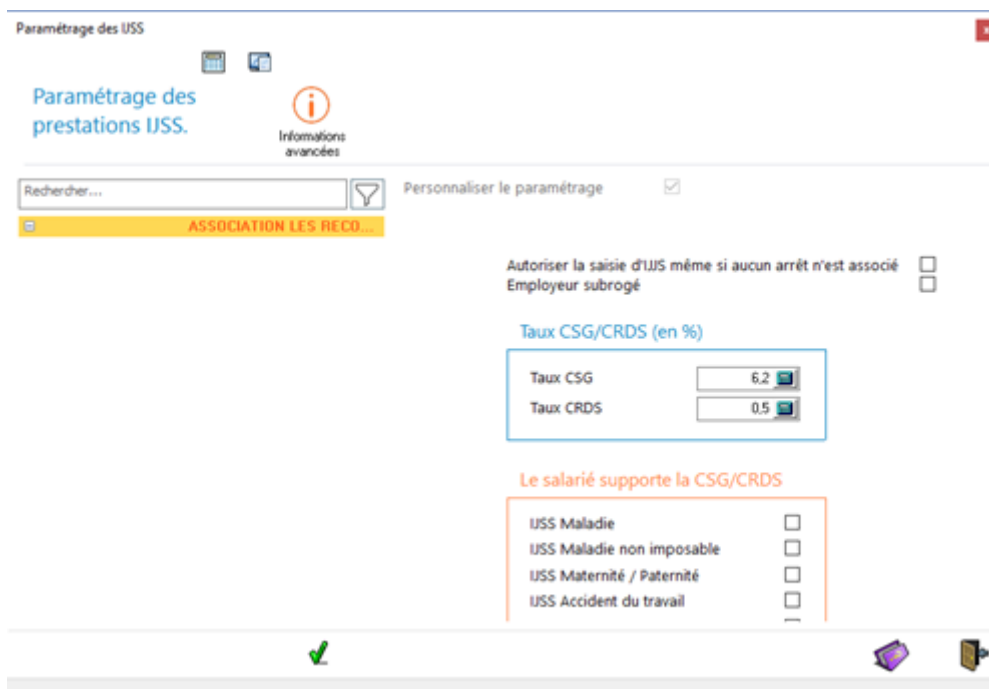 Paramétrage des IJSS
Paramétrage des
prestations IJSS.
Informations
avancées
Rechercher...
Personnaliser le paramétrage
ASSOCIATION LES RECO...
Autoriser la saisie d'IJJS même si aucun arrêt n'est associé
Employeur subrogé
Taux CSG/CRDS (en %)
Taux CSG 6,2
Taux CRDS 0,5
Le salarié supporte la CSG/CRDS
IJSS Maladie
IJSS Maladie non imposable
IJSS Maternité / Paternité
IJSS Accident du travail